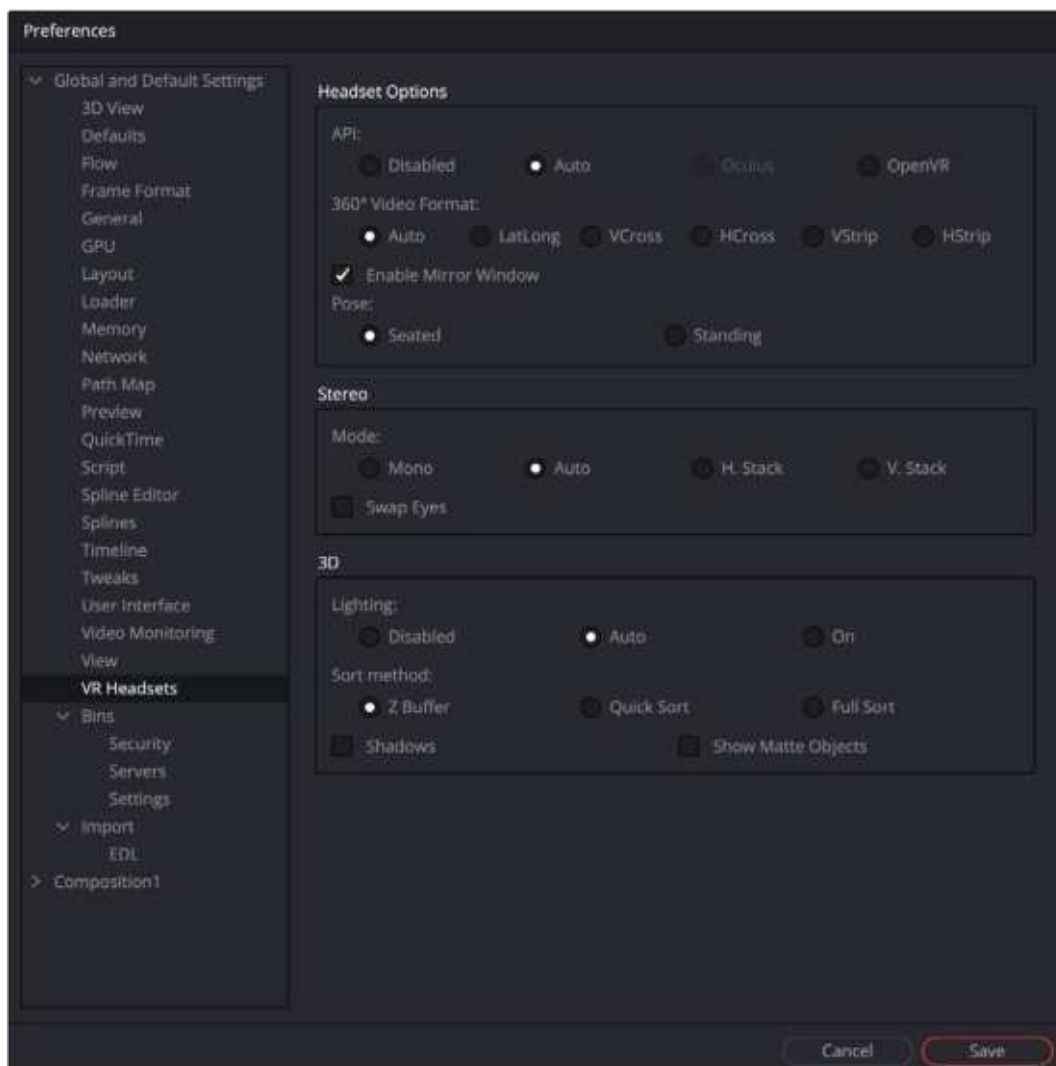 Preferences
Global and Default Settings
3D View
Defaults
Flow
Frame Format
General
GPU
Layout
Loader
Memory
Network
Path Map
Preview
QuickTime
Script
Spline Editor
Splines
Timeline
Tweaks
User Interface
Video Monitoring
View
VR Headsets
Bins
Security
Servers
Settings
Import
EDL
Composition1
Headset Options
API:
Disabled Auto Oculus OpenVR
360° Video Format:
Auto LatLong VCross HCross VStrip HStrip
Enable Mirror Window
Pose:
Seated Standing
Stereo
Mode:
Mono Auto H. Stack V. Stack
Swap Eyes
3D
Lighting:
Disabled Auto On
Sort method:
Z Buffer Quick Sort Full Sort
Shadows Show Matte Objects
Cancel Save